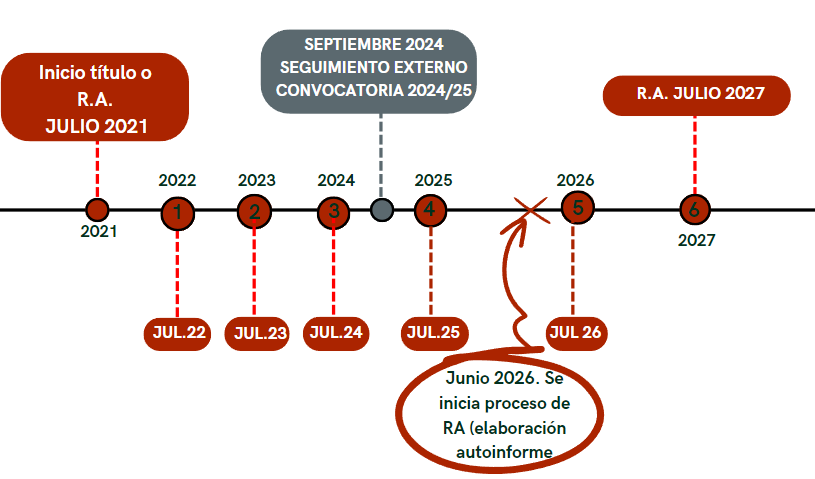 Inicio título o
R.A.
JULIO 2021
SEPTIEMBRE 2024
SEGUIMIENTO EXTERNO
CONVOCATORIA 2024/25
R.A. JULIO 2027
2022
2023
2024
2025
2026
1
2
3
4
5
6
2021
2027
JUL.22
JUL.23
JUL.24
JUL.25
JUL 26
Junio 2026. Se
inicia proceso de
RA (elaboración
autoinforme